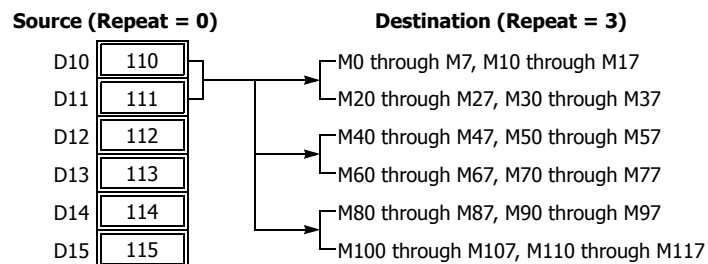 Source (Repeat = 0) Destination (Repeat = 3)
D10 110 M0 through M7, M10 through M17
D11 111 M20 through M27, M30 through M37
D12 112 M40 through M47, M50 through M57
D13 113 M60 through M67, M70 through M77
D14 114 M80 through M87, M90 through M97
D15 115 M100 through M107, M110 through M117